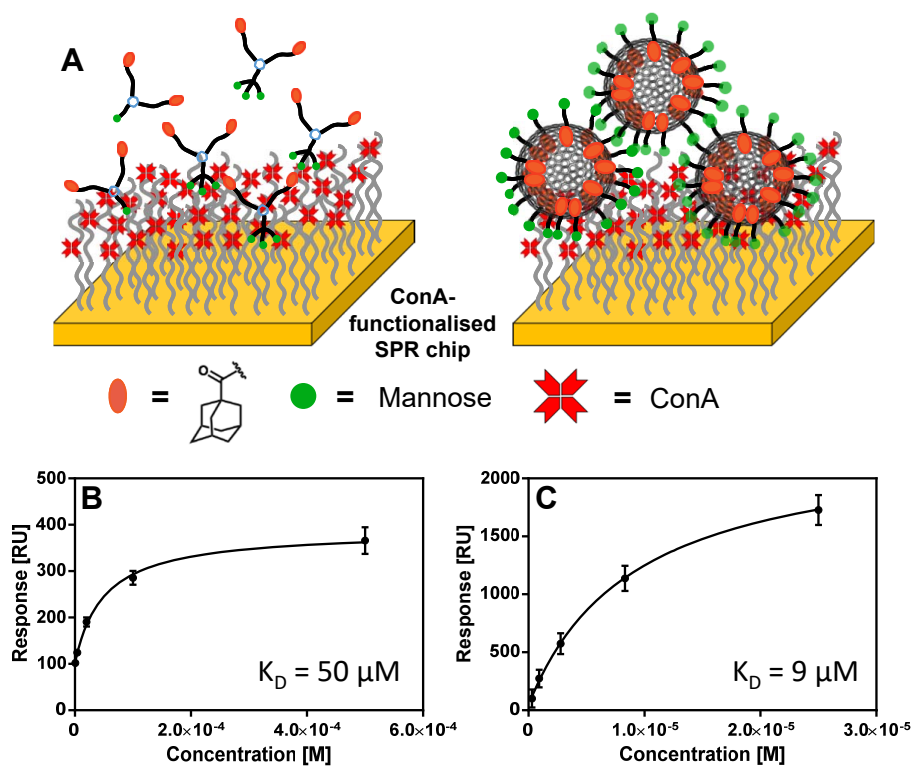 A
ConA-
functionalised
SPR chip
= O
= Mannose
= ConA
B
500
400
300
200
100
0
Response [RU]
K_D = 50 μM
0 2.0×10⁻⁴ 4.0×10⁻⁴ 6.0×10⁻⁴
Concentration [M]
C
2000
1500
1000
500
0
Response [RU]
K_D = 9 μM
0 1.0×10⁻⁵ 2.0×10⁻⁵ 3.0×10⁻⁵
Concentration [M]